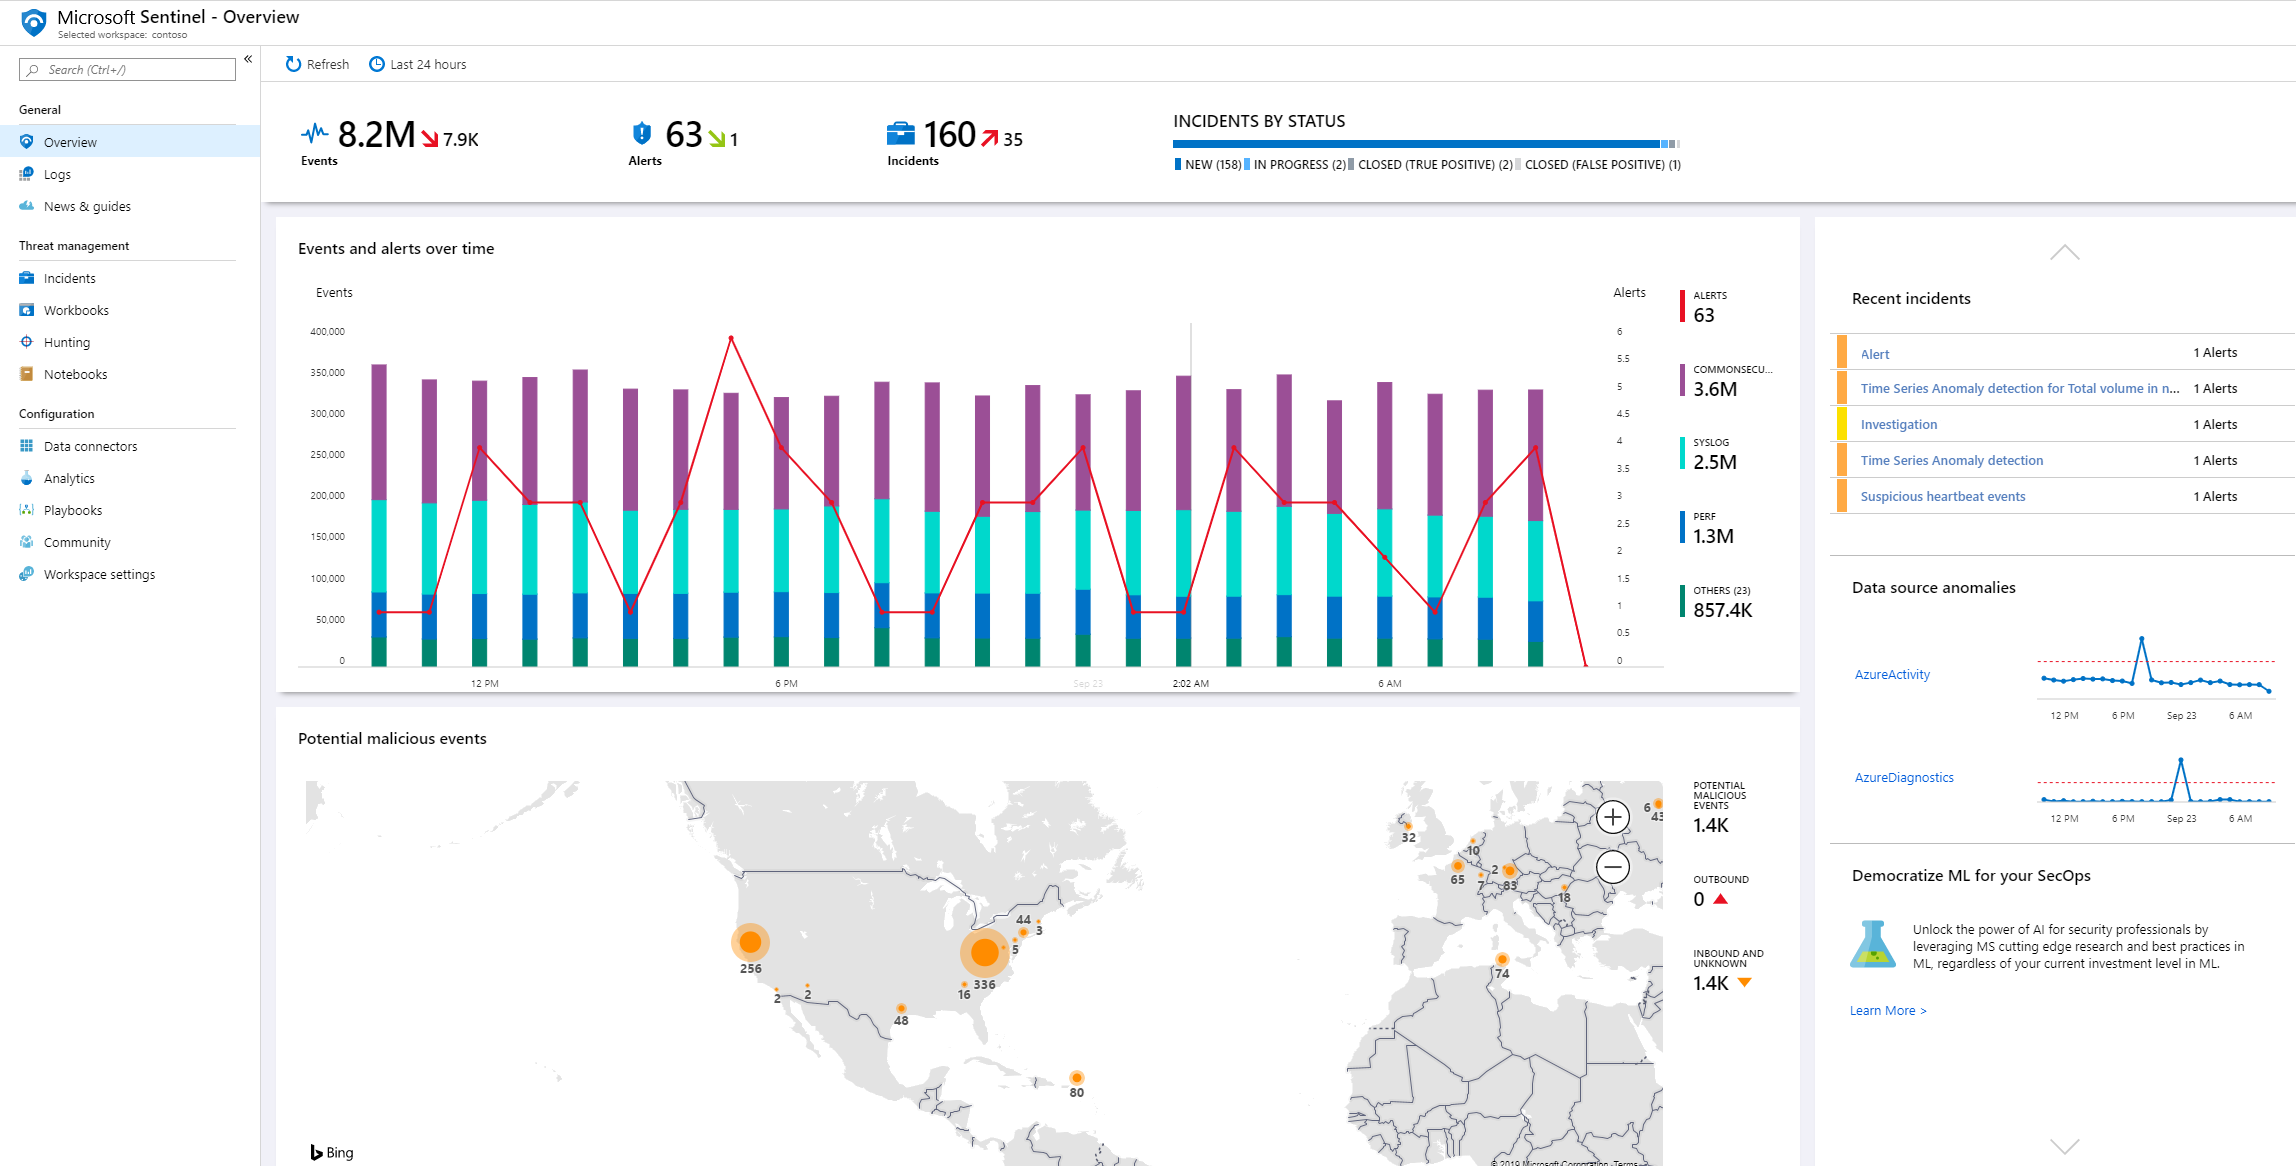 Microsoft Sentinel - Overview
Selected workspace: contoso
Search (Ctrl+/)
«
General
Overview
Logs
News & guides
Threat management
Incidents
Workbooks
Hunting
Notebooks
Configuration
Data connectors
Analytics
Playbooks
Community
Workspace settings
Refresh
Last 24 hours
8.2M 7.9K
Events
63 1
Alerts
160 35
Incidents
INCIDENTS BY STATUS
NEW (158) IN PROGRESS (2) CLOSED (TRUE POSITIVE) (2) CLOSED (FALSE POSITIVE) (1)
Events and alerts over time
Events
Alerts
400,000
350,000
300,000
250,000
200,000
150,000
100,000
50,000
0
6
5.5
5
4.5
4
3.5
3
2.5
2
1.5
1
0.5
0
12 PM
6 PM
Sep 23
2:02 AM
6 AM
ALERTS
63
COMMONSECU...
3.6M
SYSLOG
2.5M
PERF
1.3M
OTHERS (23)
857.4K
Potential malicious events
256
2
2
48
16
336
5
44
3
80
32
10
65
7
2
83
18
74
6
43
Bing
© 2019 Microsoft Corporation Terms
POTENTIAL
MALICIOUS
EVENTS
1.4K
OUTBOUND
0
INBOUND AND
UNKNOWN
1.4K
Recent incidents
Alert 1 Alerts
Time Series Anomaly detection for Total volume in n... 1 Alerts
Investigation 1 Alerts
Time Series Anomaly detection 1 Alerts
Suspicious heartbeat events 1 Alerts
Data source anomalies
AzureActivity
12 PM 6 PM Sep 23 6 AM
AzureDiagnostics
12 PM 6 PM Sep 23 6 AM
Democratize ML for your SecOps
Unlock the power of AI for security professionals by
leveraging MS cutting edge research and best practices in
ML, regardless of your current investment level in ML.
Learn More >